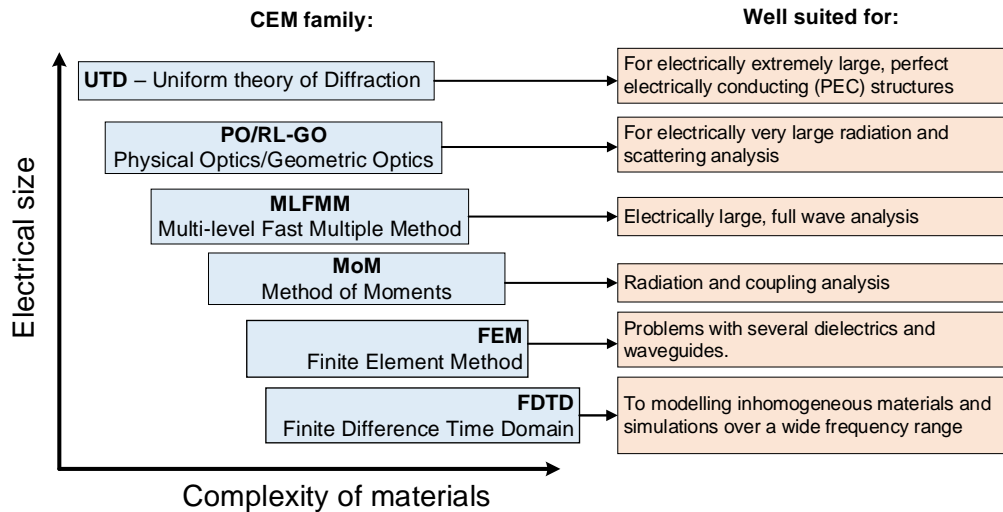 CEM family:
Well suited for:
UTD – Uniform theory of Diffraction
For electrically extremely large, perfect
electrically conducting (PEC) structures
PO/RL-GO
Physical Optics/Geometric Optics
For electrically very large radiation and
scattering analysis
MLFMM
Multi-level Fast Multiple Method
Electrically large, full wave analysis
MoM
Method of Moments
Radiation and coupling analysis
FEM
Finite Element Method
Problems with several dielectrics and
waveguides.
FDTD
Finite Difference Time Domain
To modelling inhomogeneous materials and
simulations over a wide frequency range
Electrical size
Complexity of materials